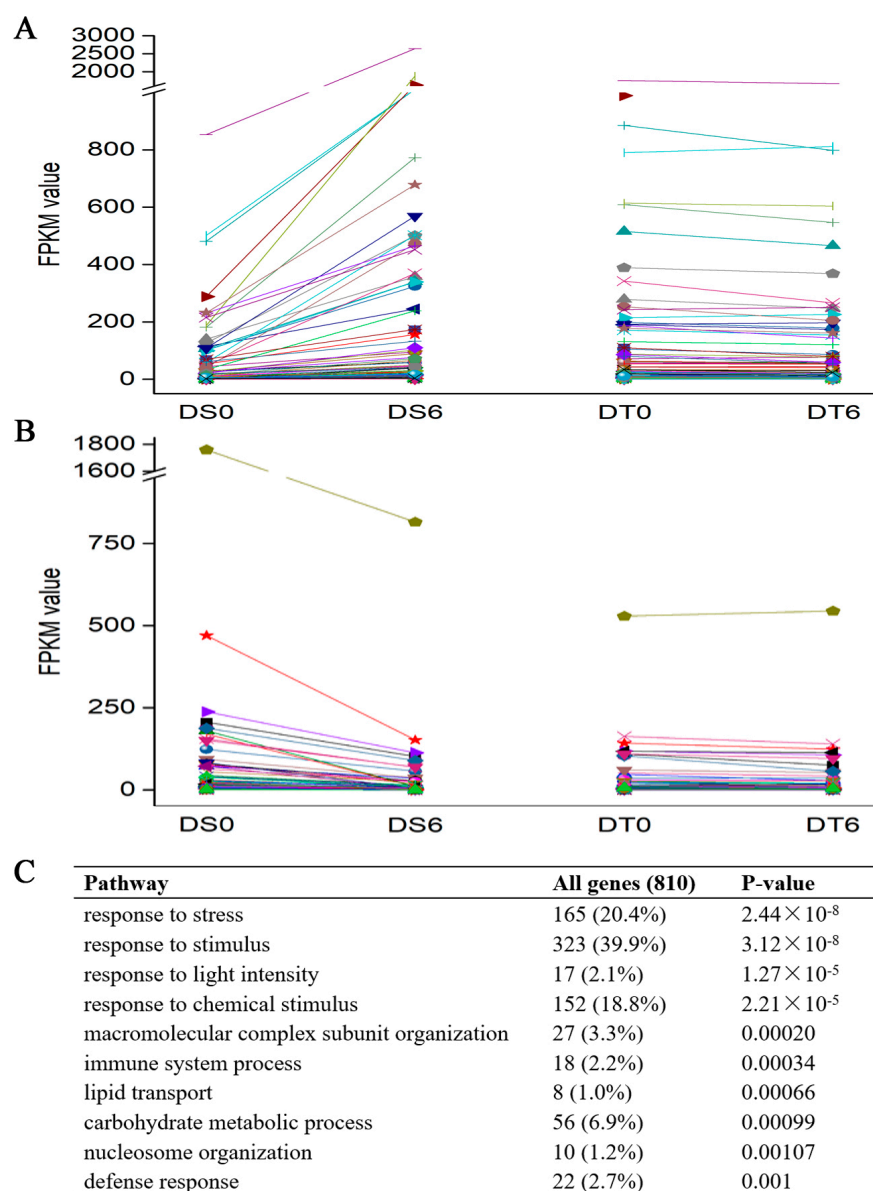 A
3000
2500
2000
800
600
400
200
0
FPKM value
DS0 DS6 DT0 DT6
B
1800
1600
750
500
250
0
FPKM value
DS0 DS6 DT0 DT6
C
Pathway All genes (810) P-value
response to stress 165 (20.4%) 2.44×10-8
response to stimulus 323 (39.9%) 3.12×10-8
response to light intensity 17 (2.1%) 1.27×10-5
response to chemical stimulus 152 (18.8%) 2.21×10-5
macromolecular complex subunit organization 27 (3.3%) 0.00020
immune system process 18 (2.2%) 0.00034
lipid transport 8 (1.0%) 0.00066
carbohydrate metabolic process 56 (6.9%) 0.00099
nucleosome organization 10 (1.2%) 0.00107
defense response 22 (2.7%) 0.001